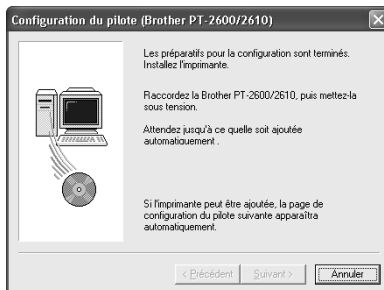 Configuration du pilote (Brother PT-2600/2610)
Les préparatifs pour la configuration sont terminés.
Installez l'imprimante.
Raccordez la Brother PT-2600/2610, puis mettez-la
sous tension.
Attendez jusqu'à ce quelle soit ajoutée
automatiquement .
Si l'imprimante peut être ajoutée, la page de
configuration du pilote suivante apparaîtra
automatiquement.
< Précédent
Suivant >
Annuler